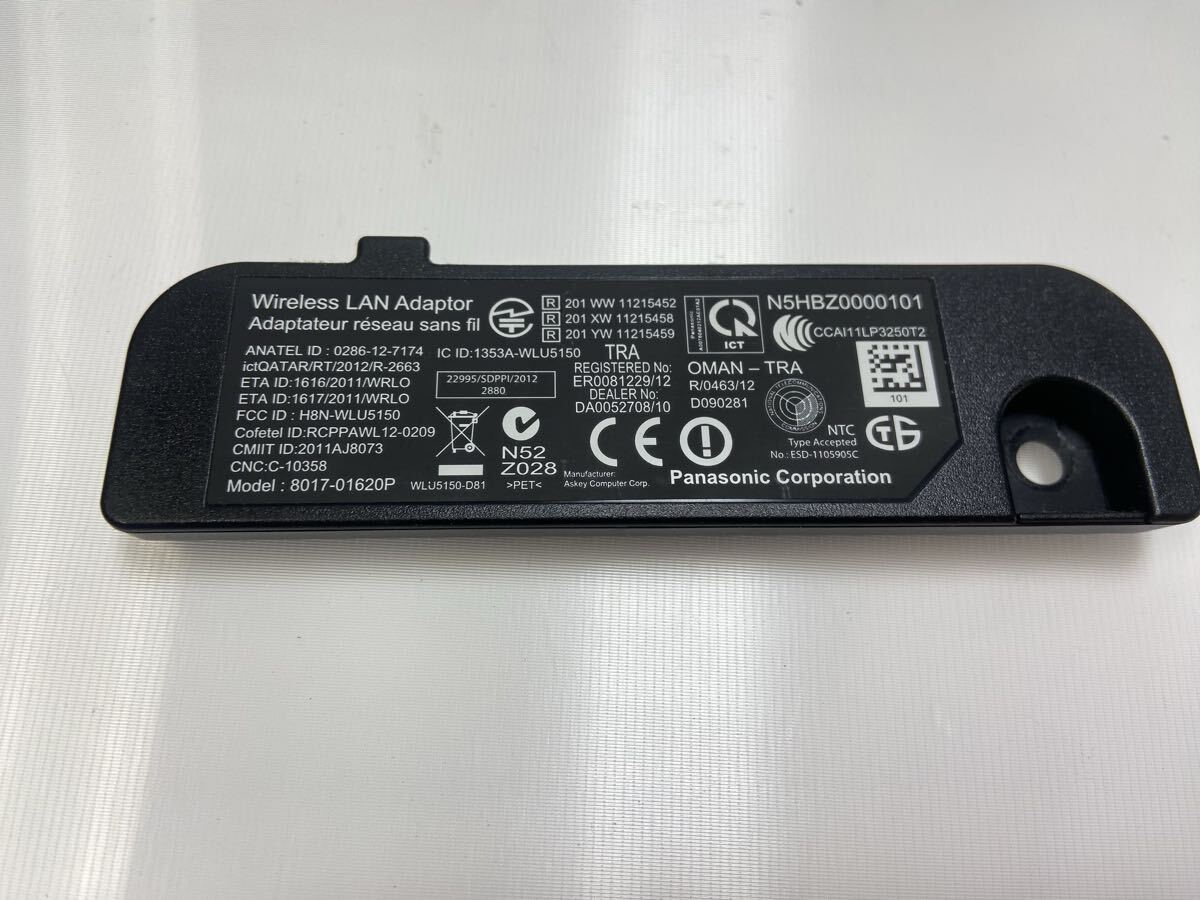 Wireless LAN Adaptor
Adaptateur réseau sans fil
R 201 WW 11215452
R 201 XW 11215458
R 201 YW 11215459
Panasonic
ICT
N5HBZ0000101
CCAI11LP3250T2
101
ANATEL ID : 0286-12-7174 IC ID:1353A-WLU5150
ictQATAR/RT/2012/R-2663
ETA ID:1616/2011/WRLO
ETA ID:1617/2011/WRLO
FCC ID : H8N-WLU5150
Cofetel ID:RCPPAWL12-0209
CMIIT ID:2011AJ8073
CNC:C-10358
Model : 8017-01620P
22995/SDPPI/2012
2880
N52
Z028
WLU5150-D81 >PET<
TRA
REGISTERED No:
ER0081229/12
DEALER No:
DA0052708/10
OMAN – TRA
R/0463/12
D090281
CE
Manufacturer:
Askey Computer Corp.
NTC
Type Accepted
No.: ESD-1105905C
Panasonic Corporation